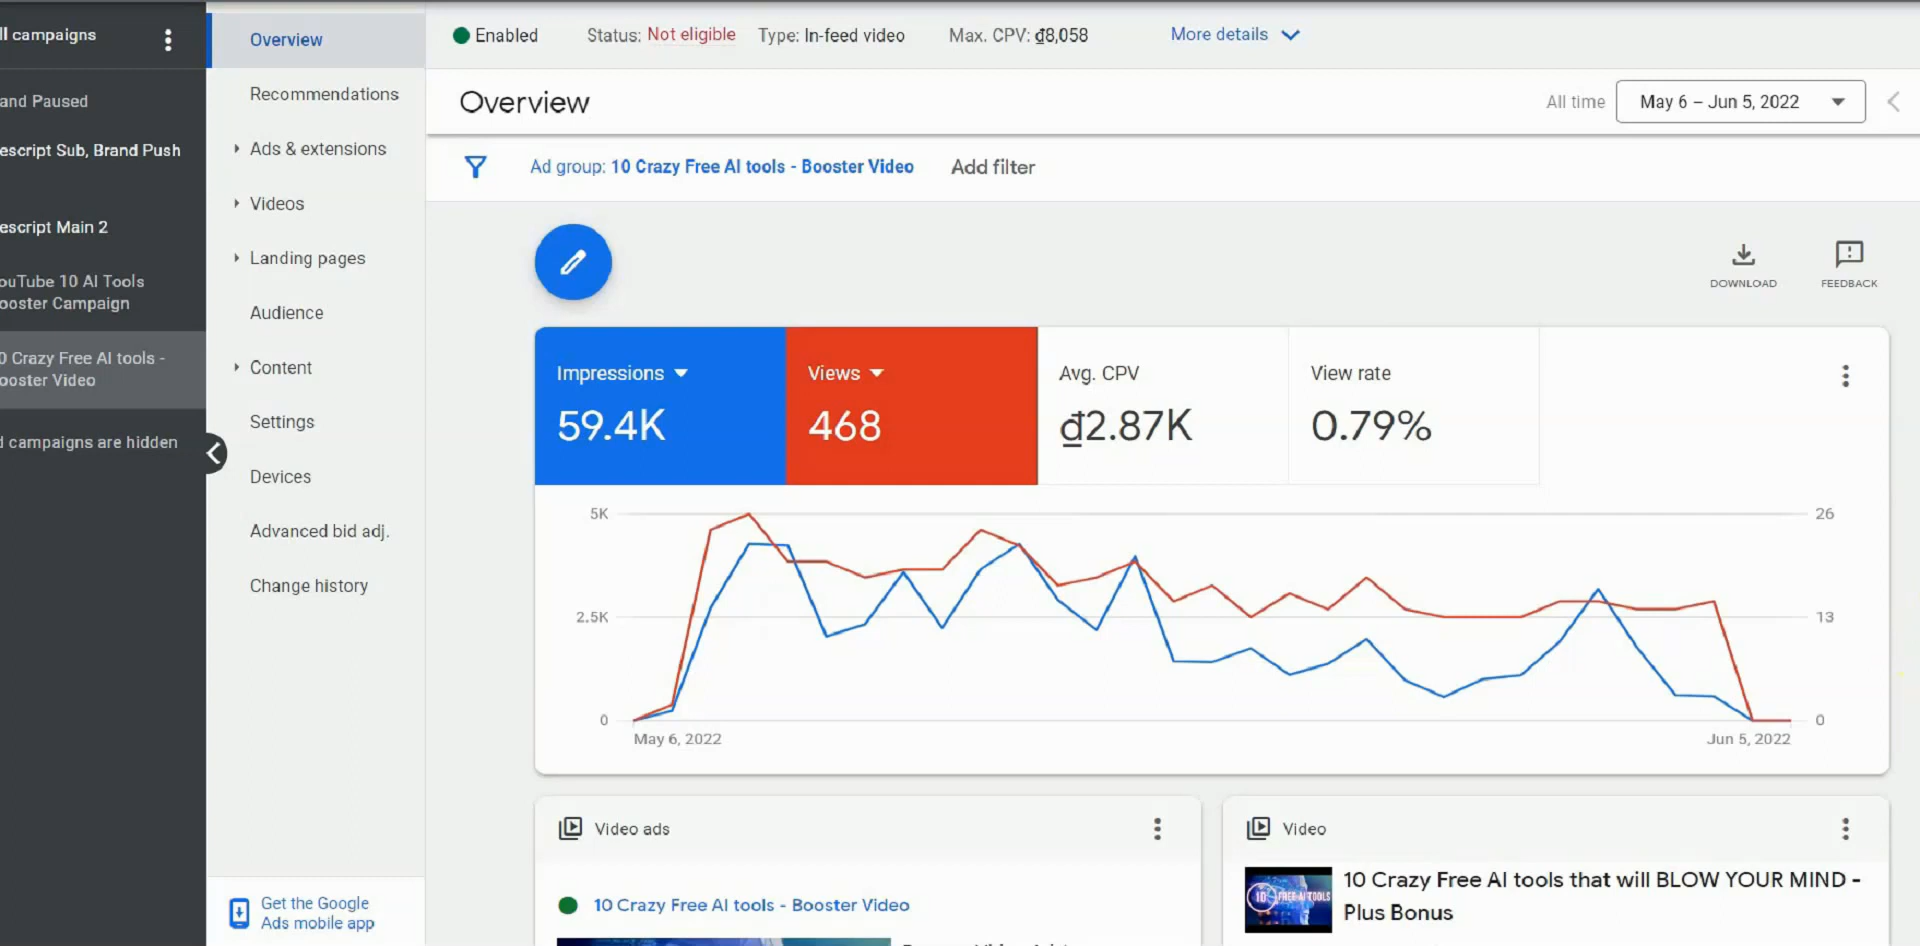 ll campaigns
and Paused
escript Sub, Brand Push
escript Main 2
ouTube 10 AI Tools
ooster Campaign
0 Crazy Free AI tools -
ooster Video
d campaigns are hidden
Overview
Recommendations
Ads & extensions
Videos
Landing pages
Audience
Content
Settings
Devices
Advanced bid adj.
Change history
Get the Google
Ads mobile app
Enabled Status: Not eligible Type: In-feed video Max. CPV: ₫8,058 More details
Overview
All time May 6 – Jun 5, 2022
Ad group: 10 Crazy Free AI tools - Booster Video Add filter
DOWNLOAD FEEDBACK
Impressions Views Avg. CPV View rate
59.4K 468 ₫2.87K 0.79%
5K 26
2.5K 13
0 0
May 6, 2022 Jun 5, 2022
Video ads
10 Crazy Free AI tools - Booster Video
Video
10 FREE AI TOOLS
10 Crazy Free AI tools that will BLOW YOUR MIND -
Plus Bonus